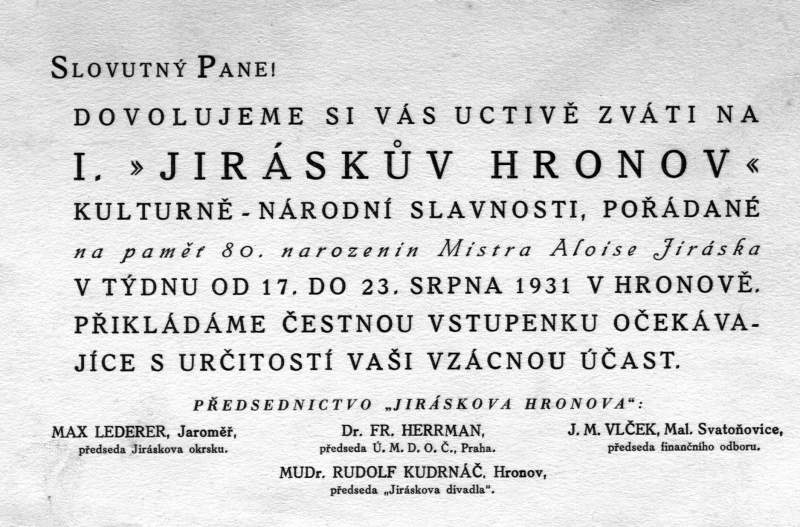 SLOVUTNÝ PANE!
DOVOLUJEME SI VÁS UCTIVĚ ZVÁTI NA
I. »JIRÁSKŮV HRONOV«
KULTURNĚ-NÁRODNÍ SLAVNOSTI, POŘÁDANÉ
na pamět 80. narozenin Mistra Aloise Jiráska
V TÝDNU OD 17. DO 23. SRPNA 1931 V HRONOVĚ.
PŘIKLÁDÁME ČESTNOU VSTUPENKU OČEKÁVA-
JÍCE S URČITOSTÍ VAŠI VZÁCNOU ÚČAST.
PŘEDSEDNICTVO „JIRÁSKOVA HRONOVA“:
MAX LEDERER, Jaroměř, Dr. FR. HERRMAN, J. M. VLČEK, Mal. Svatoňovice,
předseda Jiráskova okrsku. předseda Ú. M. D. O. Č., Praha. předseda finančního odboru.
MUDr. RUDOLF KUDRNÁČ, Hronov,
předseda „Jiráskova divadla“.